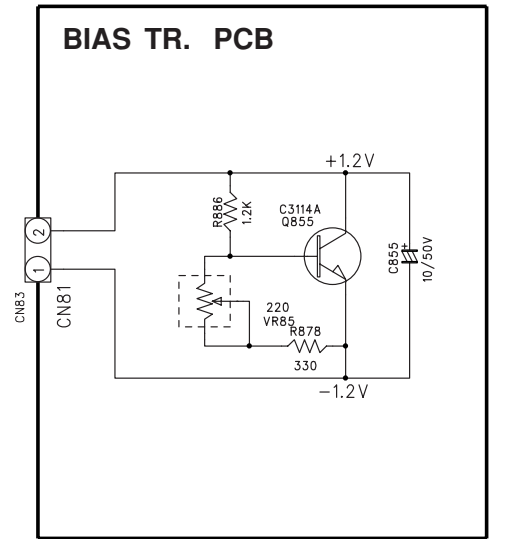 BIAS TR. PCB
+1.2V
R886
1.2K
C3114A
Q855
C855
+
10/50V
2
1
CN83
CN81
220
VR85
R878
330
-1.2V